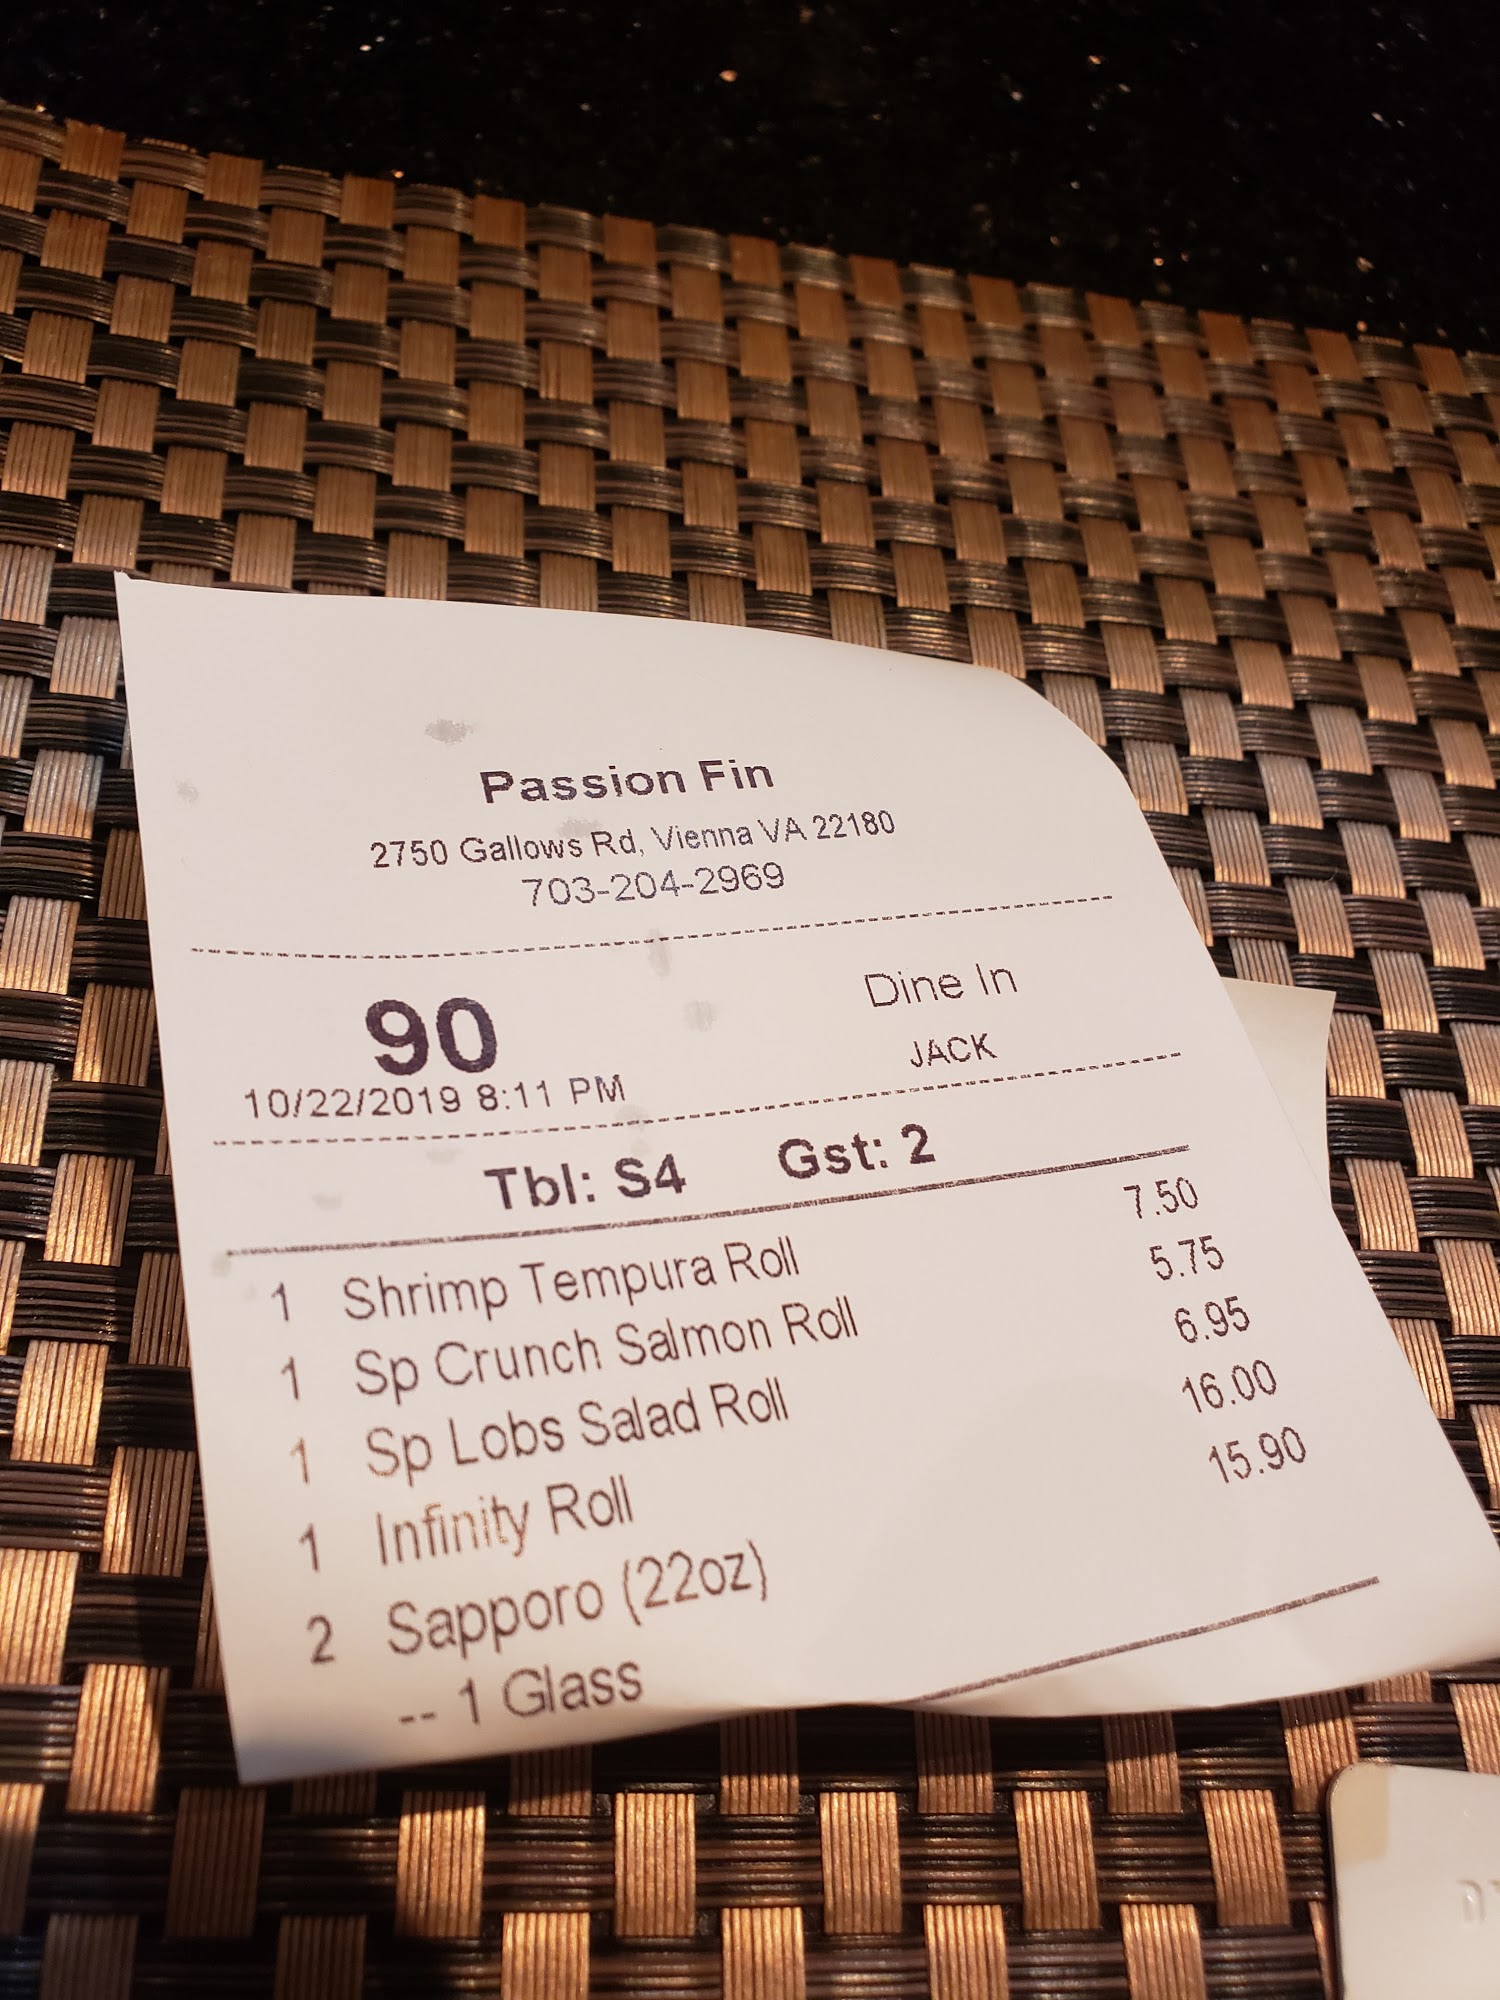 Passion Fin
2750 Gallows Rd, Vienna VA 22180
703-204-2969
90 Dine In
10/22/2019 8:11 PM JACK
Tbl: S4 Gst: 2
1 Shrimp Tempura Roll 7.50
1 Sp Crunch Salmon Roll 5.75
1 Sp Lobs Salad Roll 6.95
1 Infinity Roll 16.00
2 Sapporo (22oz) 15.90
-- 1 Glass